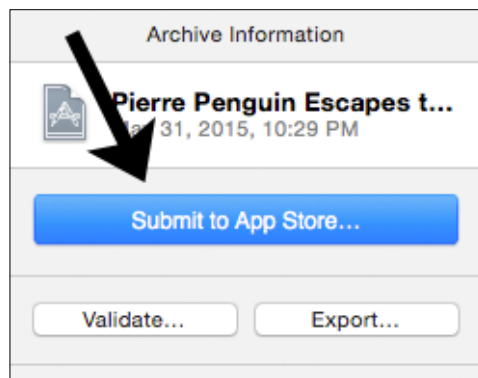 Archive Information
Pierre Penguin Escapes t...
31, 2015, 10:29 PM
Submit to App Store...
Validate...
Export...